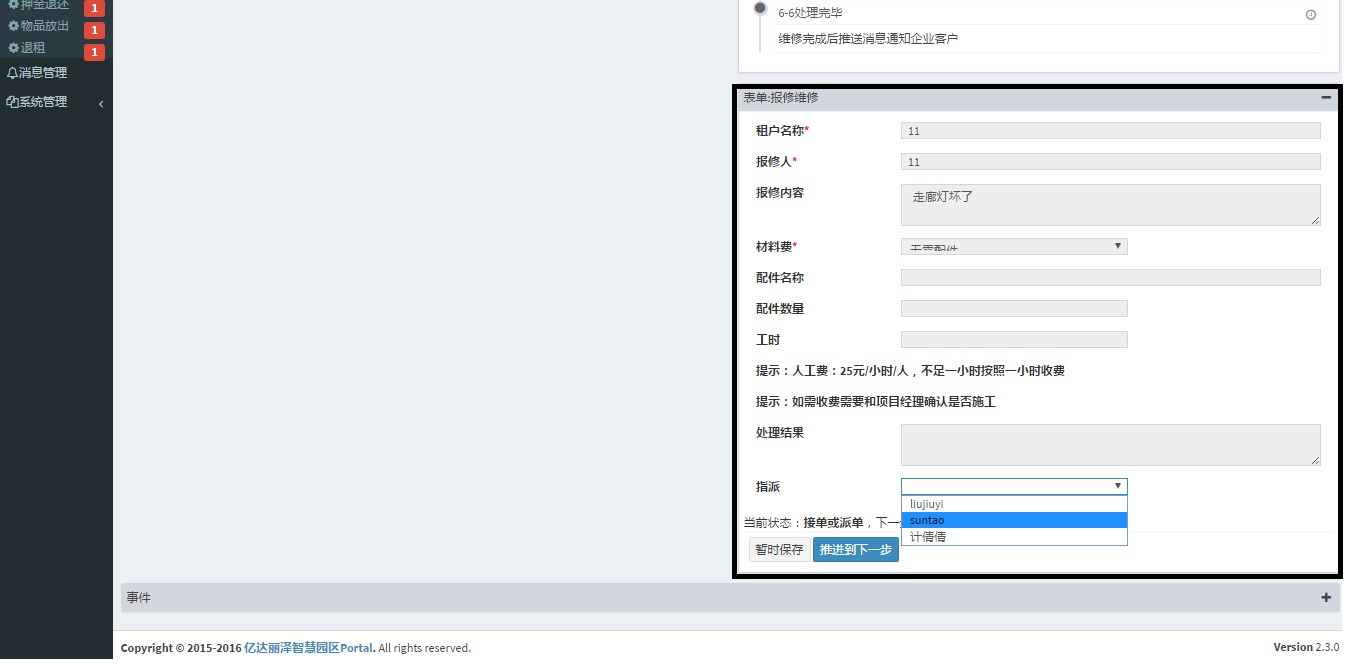 押金退还 1
物品放出 1
退租 1
消息管理
系统管理
6-6处理完毕
维修完成后推送消息通知企业客户
表单:报修维修
租户名称* 11
报修人* 11
报修内容 走廊灯坏了
材料费* 无需配件
配件名称
配件数量
工时
提示：人工费：25元/小时/人，不足一小时按照一小时收费
提示：如需收费需要和项目经理确认是否施工
处理结果
指派
liujiuyi
suntao
计倩倩
当前状态：接单或派单，下一
暂时保存 推进到下一步
事件
Copyright © 2015-2016 亿达丽泽智慧园区Portal. All rights reserved.
Version 2.3.0